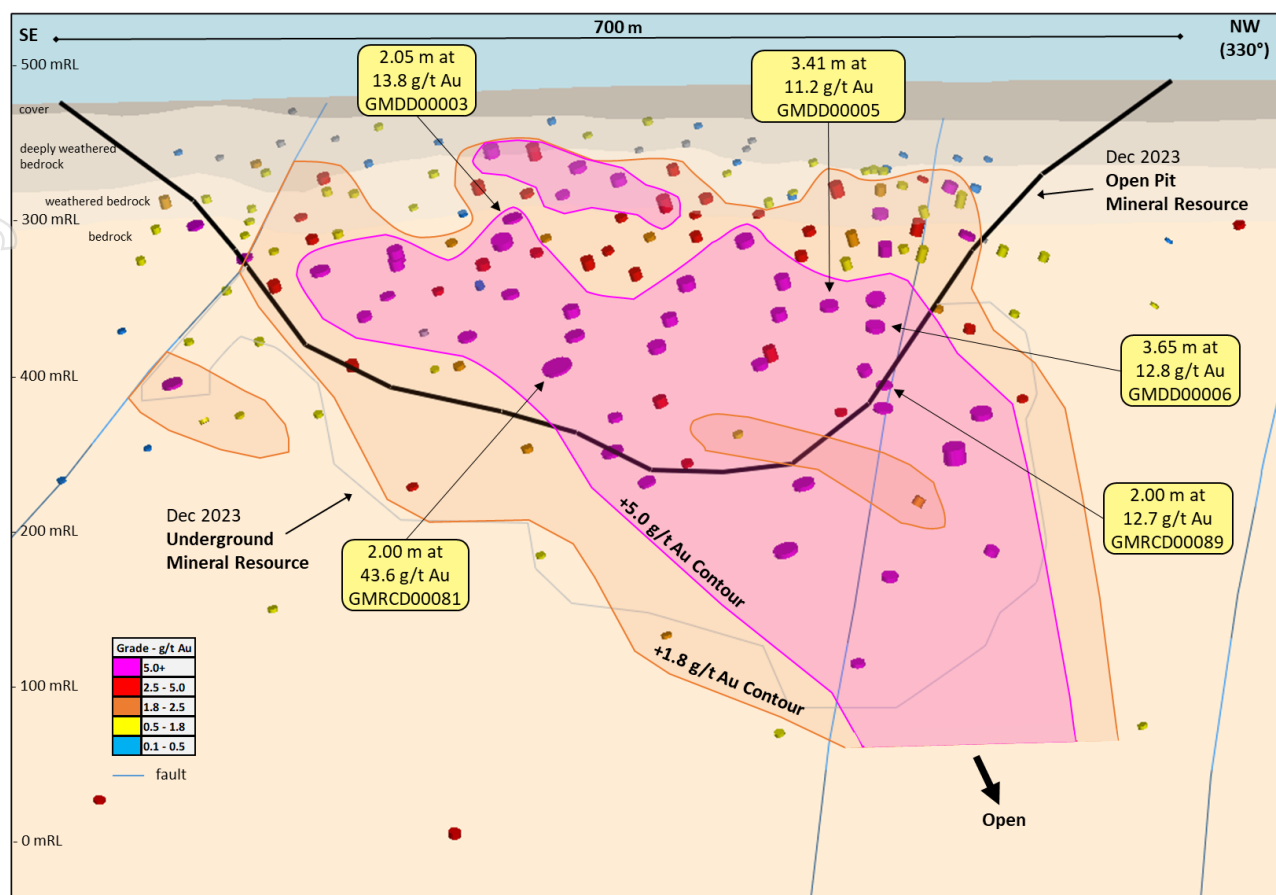 SE
700 m
NW
(330°)
- 500 mRL
cover
deeply weathered
bedrock
weathered bedrock
- 300 mRL
bedrock
- 400 mRL
- 200 mRL
- 100 mRL
- 0 mRL
2.05 m at
13.8 g/t Au
GMDD00003
3.41 m at
11.2 g/t Au
GMDD00005
Dec 2023
Open Pit
Mineral Resource
3.65 m at
12.8 g/t Au
GMDD00006
2.00 m at
12.7 g/t Au
GMRCD00089
Dec 2023
Underground
Mineral Resource
2.00 m at
43.6 g/t Au
GMRCD00081
+5.0 g/t Au Contour
+1.8 g/t Au Contour
Grade - g/t Au
5.0+
2.5 - 5.0
1.8 - 2.5
0.5 - 1.8
0.1 - 0.5
fault
Open